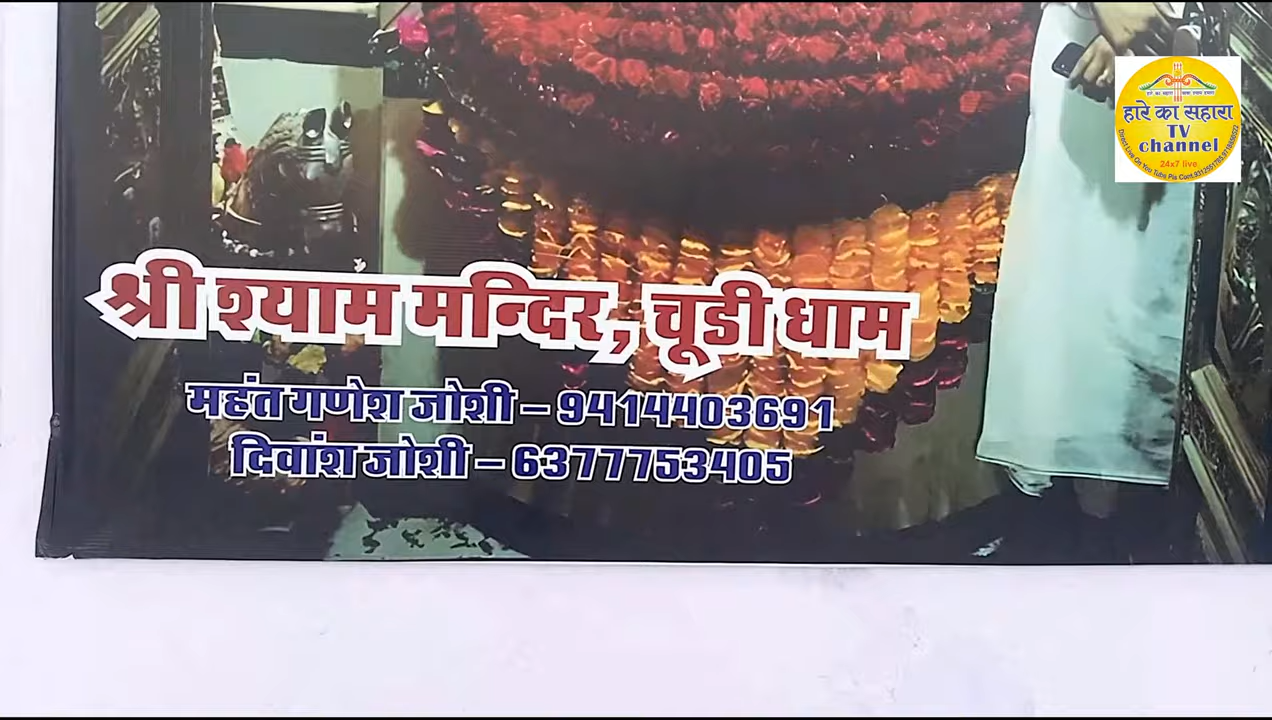 हारे का सहारा
TV
channel
24x7 live
श्री श्याम मन्दिर, चूडी धाम
महंत गणेश जोशी – 9414403691
दिवांश जोशी – 6377753405